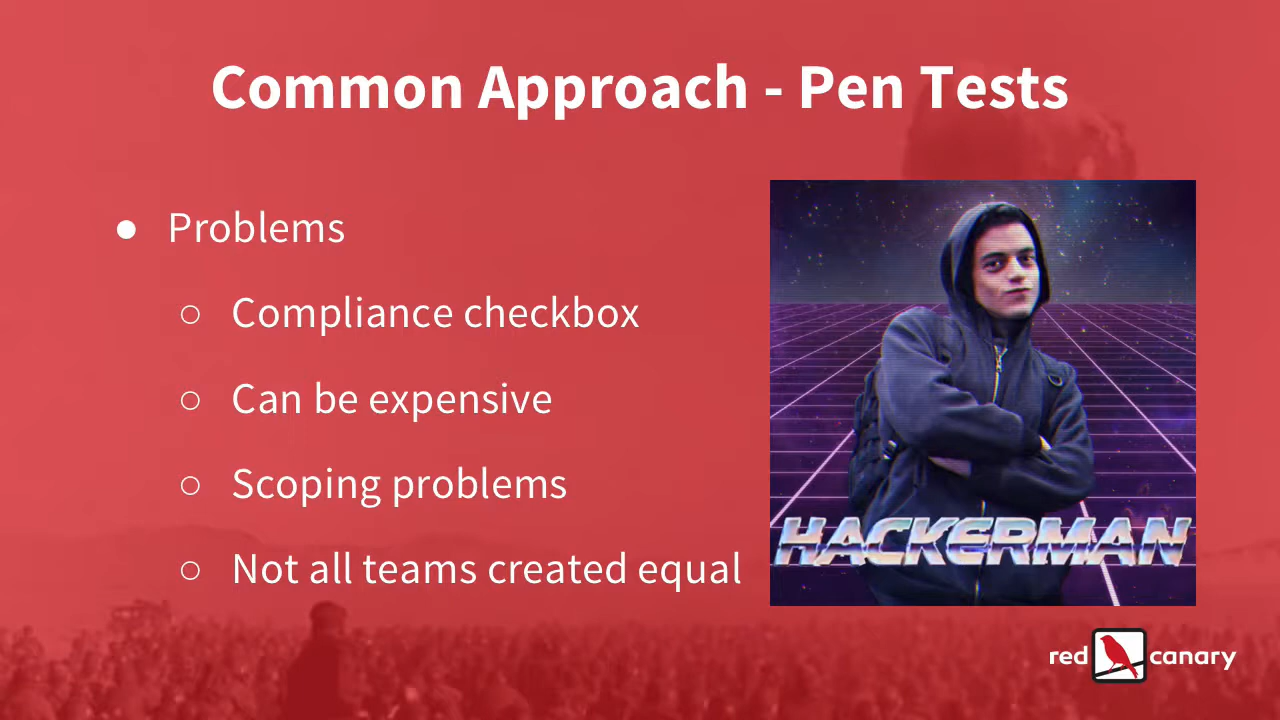 Common Approach - Pen Tests
● Problems
○ Compliance checkbox
○ Can be expensive
○ Scoping problems
○ Not all teams created equal
HACKERMAN
red canary